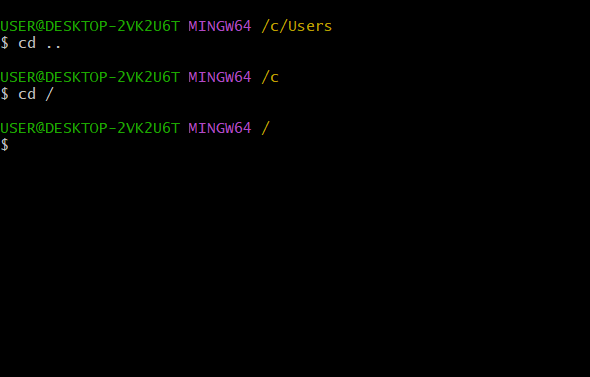 USER@DESKTOP-2VK2U6T MINGW64 /c/Users
$ cd ..
USER@DESKTOP-2VK2U6T MINGW64 /c
$ cd /
USER@DESKTOP-2VK2U6T MINGW64 /
$